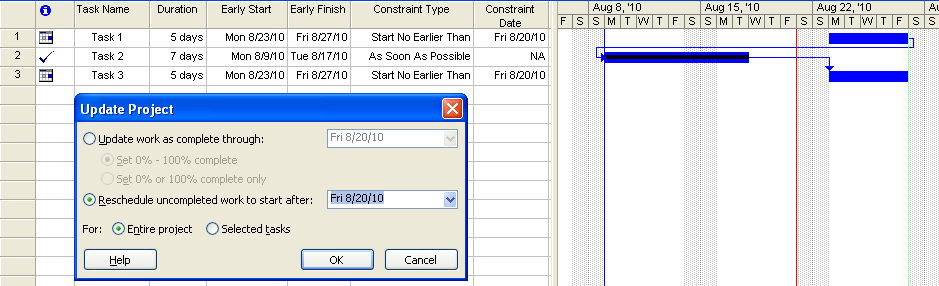 Task Name Duration Early Start Early Finish Constraint Type Constraint Date
Aug 8, '10 Aug 15, '10 Aug 22, '10 A
F S S M T W T F S S M T W T F S S M T W T F S S
1 Task 1 5 days Mon 8/23/10 Fri 8/27/10 Start No Earlier Than Fri 8/20/10
2 Task 2 7 days Mon 8/9/10 Tue 8/17/10 As Soon As Possible NA
3 Task 3 5 days Mon 8/23/10 Fri 8/27/10 Start No Earlier Than Fri 8/20/10
Update Project
Update work as complete through: Fri 8/20/10
Set 0% - 100% complete
Set 0% or 100% complete only
Reschedule uncompleted work to start after: Fri 8/20/10
For: Entire project Selected tasks
Help OK Cancel